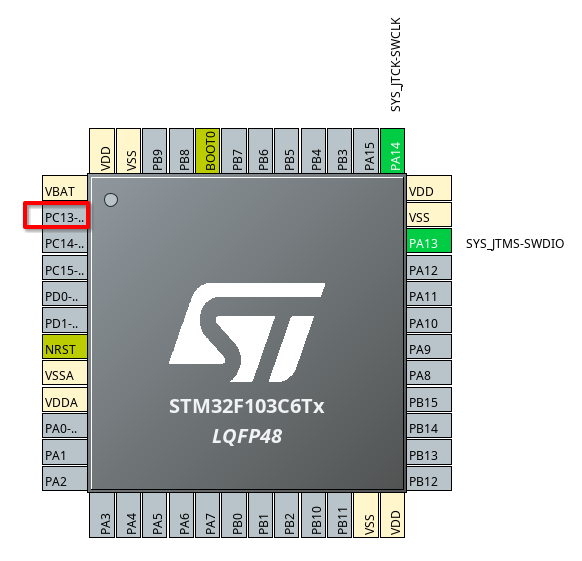 SYS_JTCK-SWCLK
VDD
VSS
PB9
PB8
BOOT0
PB7
PB6
PB5
PB4
PB3
PA15
PA14
VBAT
PC13-..
PC14-..
PC15-..
PD0-..
PD1-..
NRST
VSSA
VDDA
PA0-..
PA1
PA2
VDD
VSS
PA13
SYS_JTMS-SWDIO
PA12
PA11
PA10
PA9
PA8
PB15
PB14
PB13
PB12
ST
STM32F103C6Tx
LQFP48
PA3
PA4
PA5
PA6
PA7
PB0
PB1
PB2
PB10
PB11
VSS
VDD